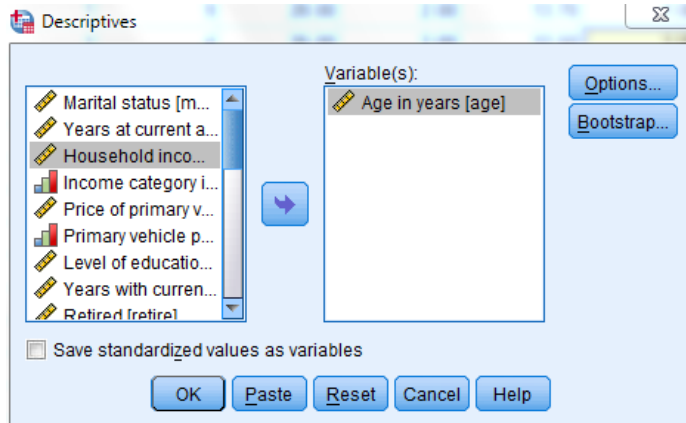 Descriptives
Variable(s):
Marital status [m...
Years at current a...
Household inco...
Income category i...
Price of primary v...
Primary vehicle p...
Level of educatio...
Years with curren...
Retired [retire]
Age in years [age]
Options...
Bootstrap...
Save standardized values as variables
OK Paste Reset Cancel Help